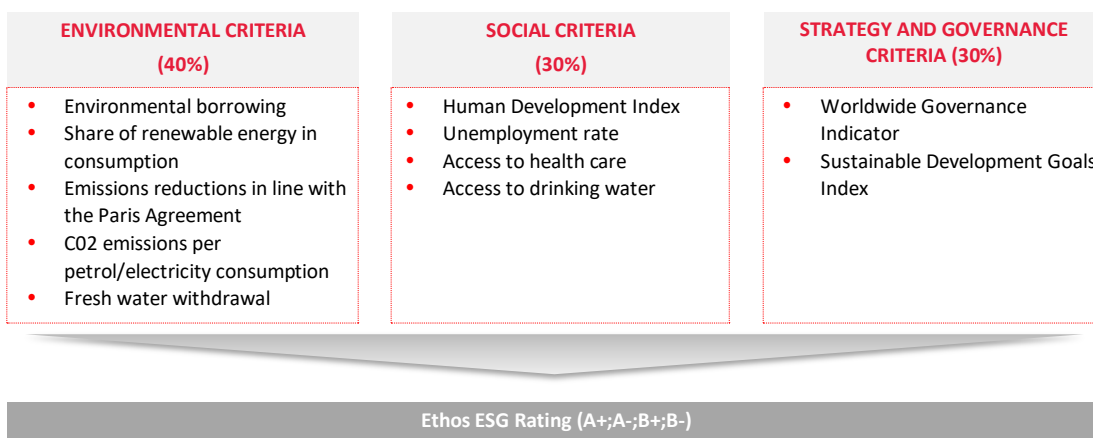 ENVIRONMENTAL CRITERIA
(40%)
• Environmental borrowing
• Share of renewable energy in
consumption
• Emissions reductions in line with
the Paris Agreement
• C02 emissions per
petrol/electricity consumption
• Fresh water withdrawal
SOCIAL CRITERIA
(30%)
• Human Development Index
• Unemployment rate
• Access to health care
• Access to drinking water
STRATEGY AND GOVERNANCE
CRITERIA (30%)
• Worldwide Governance
Indicator
• Sustainable Development Goals
Index
Ethos ESG Rating (A+;A-;B+;B-)